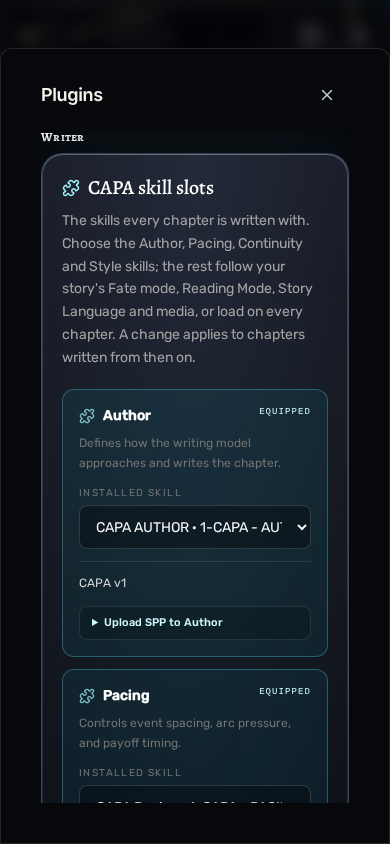 Plugins
Writer
CAPA skill slots
The skills every chapter is written with.
Choose the Author, Pacing, Continuity
and Style skills; the rest follow your
story's Fate mode, Reading Mode, Story
Language and media, or load on every
chapter. A change applies to chapters
written from then on.
Author
EQUIPPED
Defines how the writing model
approaches and writes the chapter.
INSTALLED SKILL
CAPA AUTHOR • 1-CAPA - AU
CAPA v1
Upload SPP to Author
Pacing
EQUIPPED
Controls event spacing, arc pressure,
and payoff timing.
INSTALLED SKILL